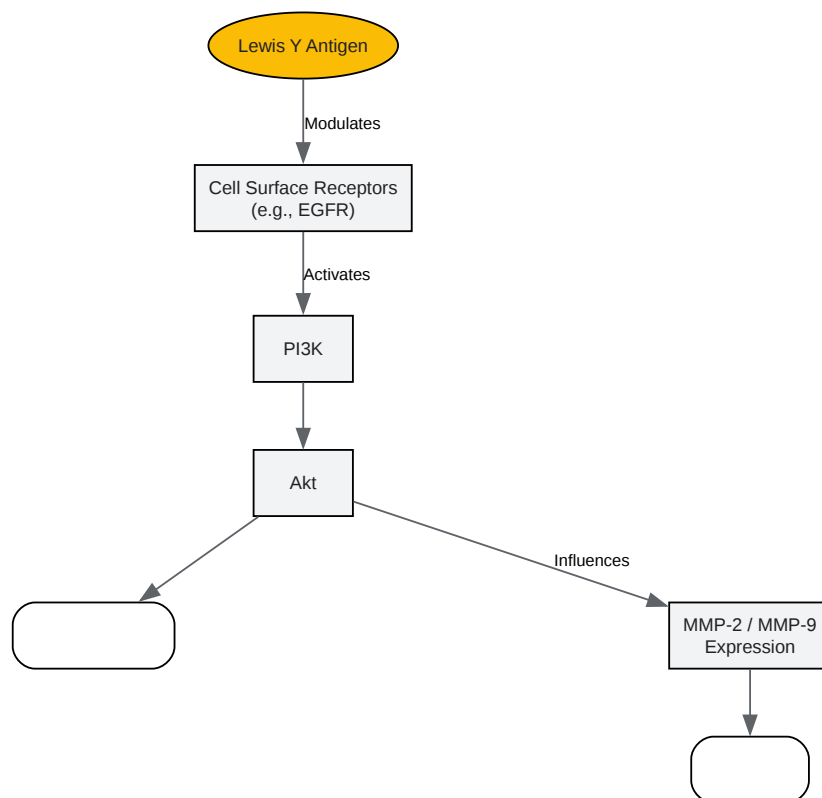 Lewis Y Antigen
Modulates
Cell Surface Receptors
(e.g., EGFR)
Activates
PI3K
Akt
Influences
MMP-2 / MMP-9
Expression